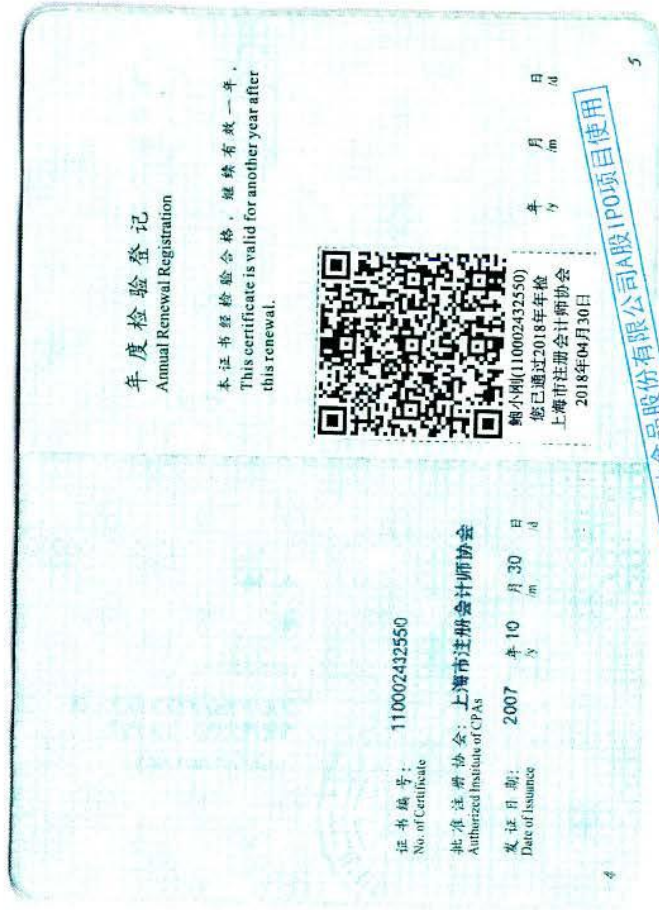 证书编号： 110002432550
No. of Certificate
批准注册协会： 上海市注册会计师协会
Authorized Institute of CPAs
发证日期： 2007 年 10 月 30 日
Date of Issuance /y /m /d
4
年度检验登记
Annual Renewal Registration
本证书经检验合格，继续有效一年。
This certificate is valid for another year after
this renewal.
鲍小刚(110002432550)
您已通过2018年年检
上海市注册会计师协会
2018年04月30日
年 月 日
/y /m /d
5
食品股份有限公司A股IPO项目使用